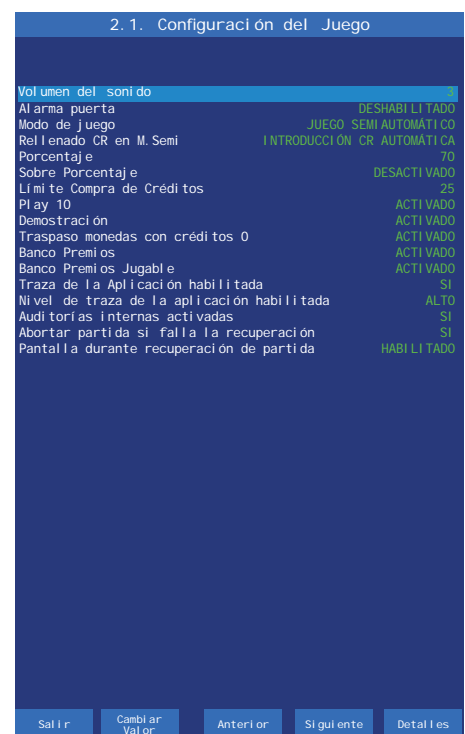 2.1. Configuración del Juego
Volumen del sonido 3
Alarma puerta DESHABILITADO
Modo de juego JUEGO SEMIAUTOMÁTICO
Rellenado CR en M.Semi INTRODUCCIÓN CR AUTOMÁTICA
Porcentaje 70
Sobre Porcentaje DESACTIVADO
Límite Compra de Créditos 25
Play 10 ACTIVADO
Demostración ACTIVADO
Traspaso monedas con créditos 0 ACTIVADO
Banco Premios ACTIVADO
Banco Premios Jugable ACTIVADO
Traza de la Aplicación habilitada SI
Nivel de traza de la aplicación habilitada ALTO
Auditorías internas activadas SI
Abortar partida si falla la recuperación SI
Pantalla durante recuperación de partida HABILITADO
Salir Cambiar Valor Anterior Siguiente Detalles